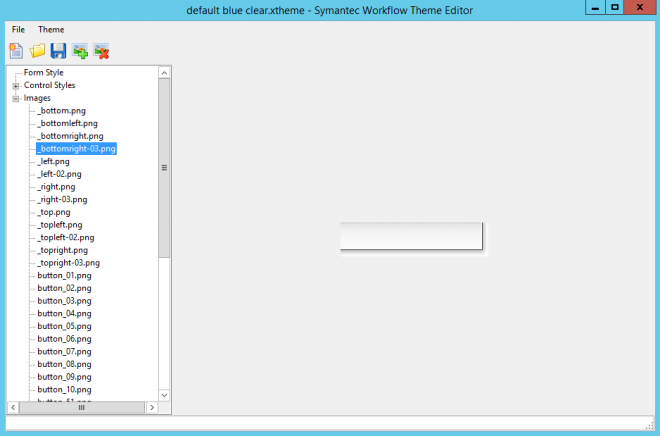 default blue clear.xtheme - Symantec Workflow Theme Editor
File Theme
Form Style
Control Styles
Images
_bottom.png
_bottomleft.png
_bottomright.png
_bottomright-03.png
_left.png
_left-02.png
_right.png
_right-03.png
_top.png
_topleft.png
_topleft-02.png
_topright.png
_topright-03.png
button_01.png
button_02.png
button_03.png
button_04.png
button_05.png
button_06.png
button_07.png
button_08.png
button_09.png
button_10.png